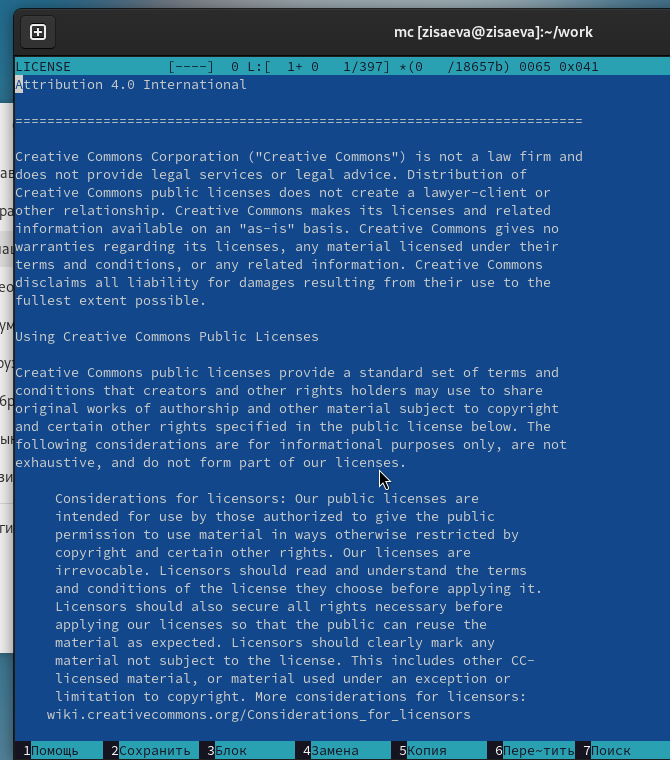 mc [zisaeva@zisaeva]:~/work
LICENSE            [----]  0 L:[  1+ 0   1/397] *(0   /18657b) 0065 0x041
Attribution 4.0 International
=======================================================================
Creative Commons Corporation ("Creative Commons") is not a law firm and
does not provide legal services or legal advice. Distribution of
Creative Commons public licenses does not create a lawyer-client or
other relationship. Creative Commons makes its licenses and related
information available on an "as-is" basis. Creative Commons gives no
warranties regarding its licenses, any material licensed under their
terms and conditions, or any related information. Creative Commons
disclaims all liability for damages resulting from their use to the
fullest extent possible.
Using Creative Commons Public Licenses
Creative Commons public licenses provide a standard set of terms and
conditions that creators and other rights holders may use to share
original works of authorship and other material subject to copyright
and certain other rights specified in the public license below. The
following considerations are for informational purposes only, are not
exhaustive, and do not form part of our licenses.
Considerations for licensors: Our public licenses are
intended for use by those authorized to give the public
permission to use material in ways otherwise restricted by
copyright and certain other rights. Our licenses are
irrevocable. Licensors should read and understand the terms
and conditions of the license they choose before applying it.
Licensors should also secure all rights necessary before
applying our licenses so that the public can reuse the
material as expected. Licensors should clearly mark any
material not subject to the license. This includes other CC-
licensed material, or material used under an exception or
limitation to copyright. More considerations for licensors:
wiki.creativecommons.org/Considerations_for_licensors
1Помощь 2Сохранить 3Блок 4Замена 5Копия 6Пере~тить 7Поиск